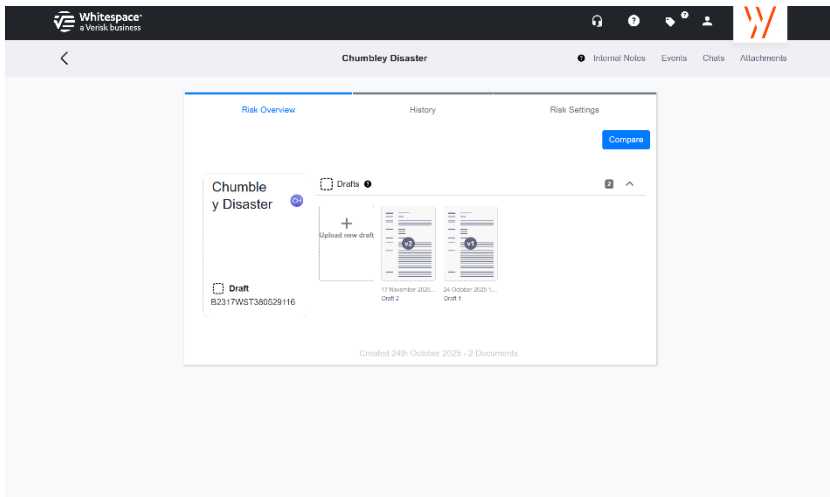 Whitespace
a Verisk business
Chumbley Disaster
Internal Notes
Events
Chats
Attachments
Risk Overview
History
Risk Settings
Compare
Chumble
y Disaster
CH
Drafts
2
Upload new draft
v2
v1
17 November 2025...
24 October 2025 1...
Draft 2
Draft 1
Draft
B2317WST380529116
Created 24th October 2025 - 2 Documents